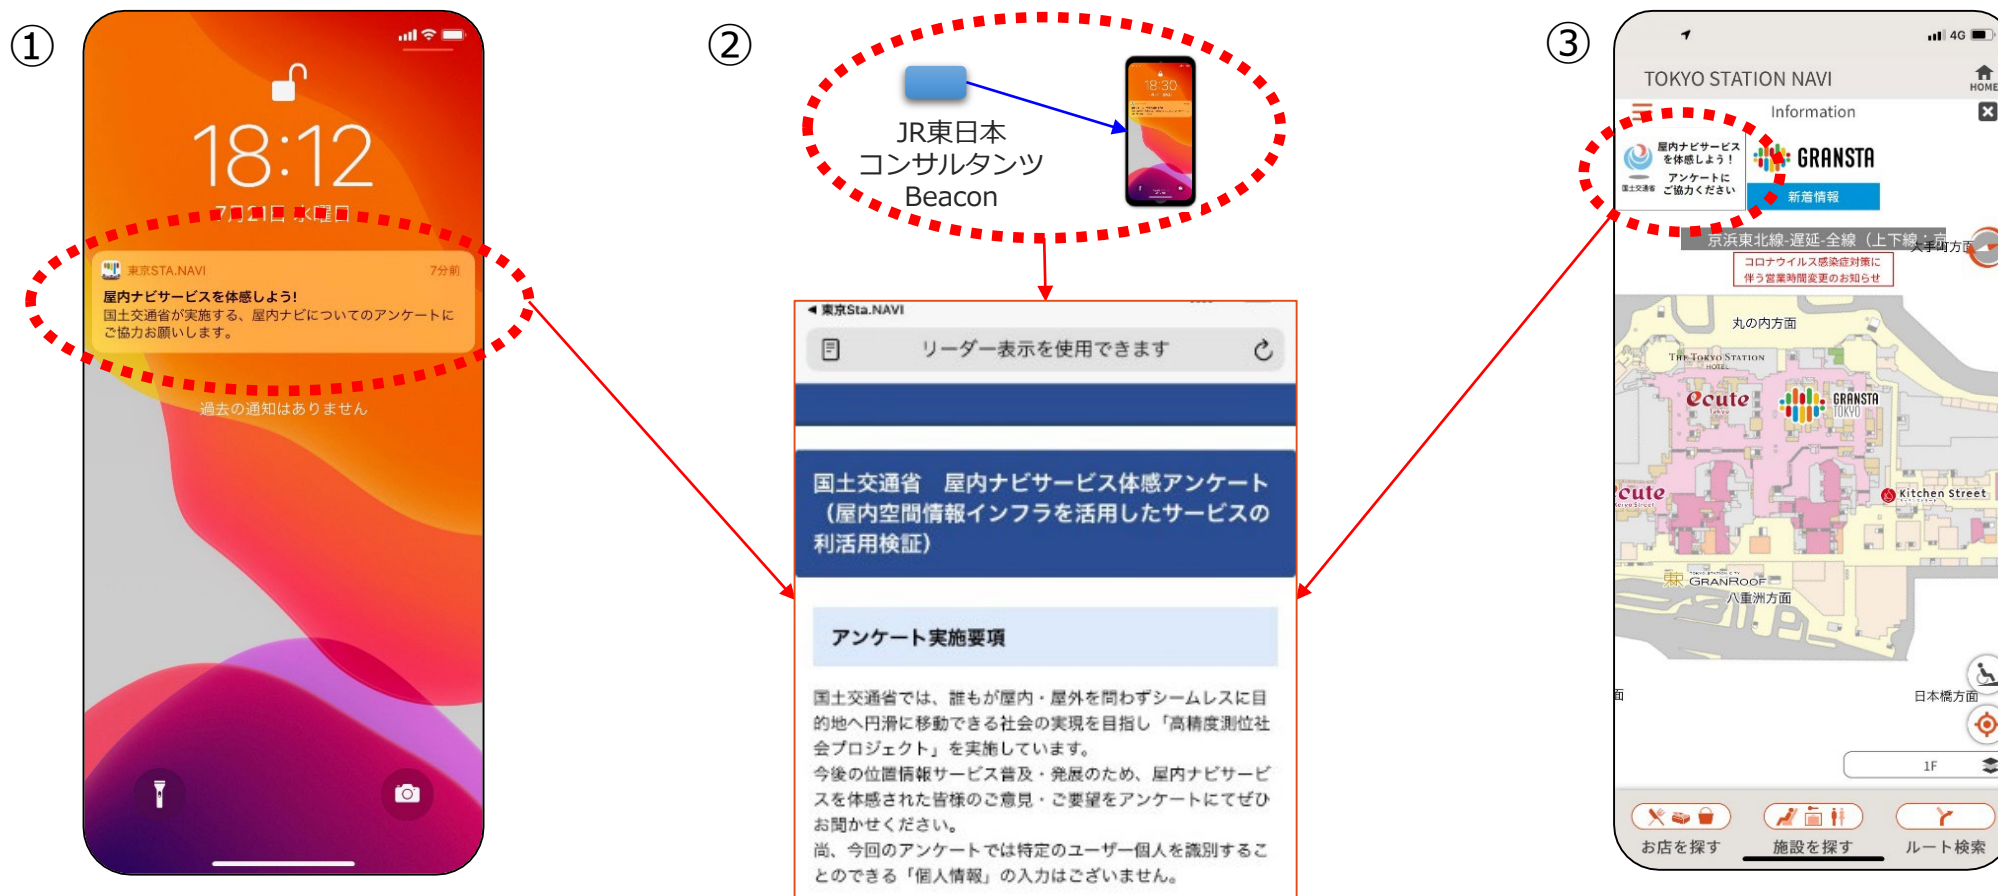 ①
18:12
7月21日 水曜日
東京STA.NAVI
7分前
屋内ナビサービスを体感しよう!
国土交通省が実施する、屋内ナビについてのアンケートに
ご協力お願いします。
過去の通知はありません
②
JR東日本
コンサルタンツ
Beacon
18:30
東京Sta.NAVI
リーダー表示を使用できます
国土交通省　屋内ナビサービス体感アンケート
（屋内空間情報インフラを活用したサービスの
利活用検証）
アンケート実施要項
国土交通省では、誰もが屋内・屋外を問わずシームレスに目
的地へ円滑に移動できる社会の実現を目指し「高精度測位社
会プロジェクト」を実施しています。
今後の位置情報サービス普及・発展のため、屋内ナビサービ
スを体感された皆様のご意見・ご要望をアンケートにてぜひ
お聞かせください。
尚、今回のアンケートでは特定のユーザー個人を識別するこ
とのできる「個人情報」の入力はございません。
③
4G
TOKYO STATION NAVI
HOME
Information
屋内ナビサービス
を体感しよう！
アンケートに
ご協力ください
国土交通省
GRANSTA
新着情報
京浜東北線-遅延-全線（上下線：京
大手町方面
コロナウイルス感染症対策に
伴う営業時間変更のお知らせ
丸の内方面
THE TOKYO STATION
HOTEL
ecute
Tokyo
GRANSTA
TOKYO
cute
Keiyo Street
Kitchen Street
GRANROOF
八重洲方面
面
日本橋方面
1F
お店を探す
施設を探す
ルート検索